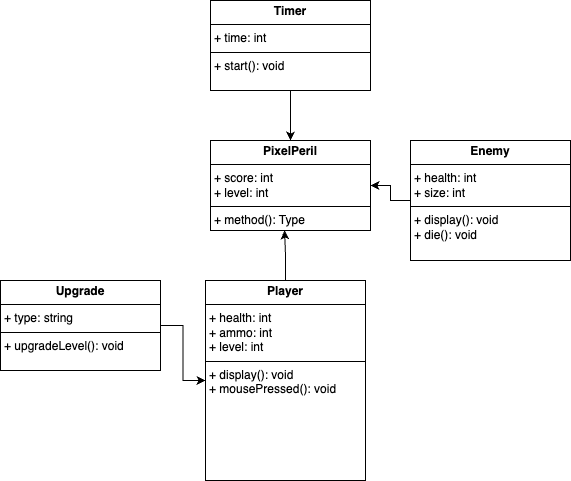 Timer
+ time: int
+ start(): void
PixelPeril
+ score: int
+ level: int
+ method(): Type
Enemy
+ health: int
+ size: int
+ display(): void
+ die(): void
Upgrade
+ type: string
+ upgradeLevel(): void
Player
+ health: int
+ ammo: int
+ level: int
+ display(): void
+ mousePressed(): void